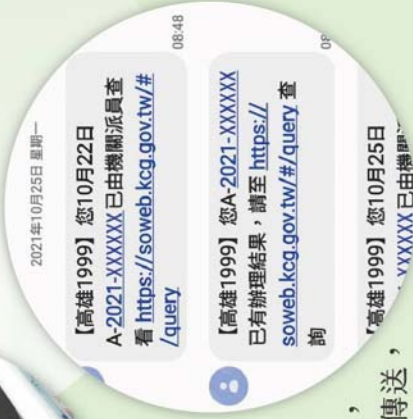 2021年10月25日 星期一
【高雄1999】您10月22日
A-2021-XXXXXX 已由機關派員查
看 https://soweb.kcg.gov.tw/#
/query
08:48
【高雄1999】您A-2021-XXXXXX
已有辦理結果，請至 https://
soweb.kcg.gov.tw/#/query 查
詢
【高雄1999】您10月25日
XXXXXX 已由機關
，
傳送，